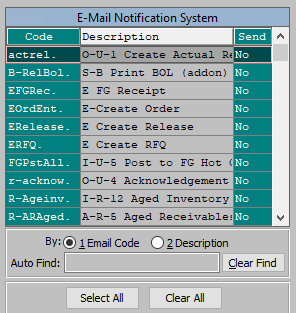 E-Mail Notification System
Code Description Send
actrel. O-U-1 Create Actual Re No
B-RelBol. S-B Print BOL (addon) No
EFGRec. E FG Receipt No
EOrdEnt. E-Create Order No
ERelease. E Create Release No
ERFQ. E Create RFQ No
FGPstAll. I-U-5 Post to FG Hot No
r-acknow. O-U-4 Acknowledgement No
R-Ageinv. I-R-12 Aged Inventory No
R-ARAged. A-R-5 Aged Receivables No
By: 1 Email Code 2 Description
Auto Find: Clear Find
Select All Clear All